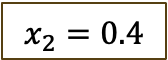 x₂ = 0.4